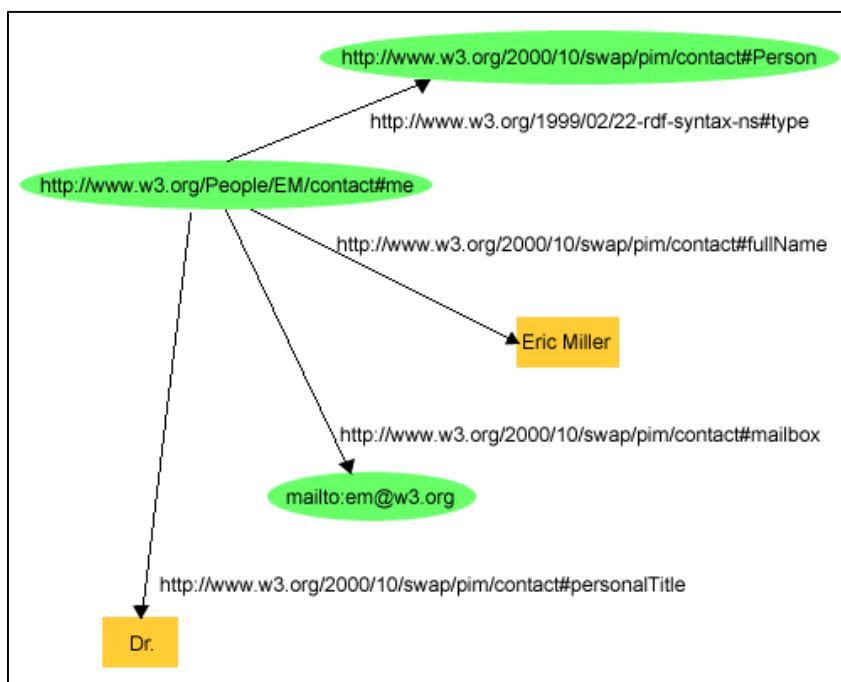 http://www.w3.org/2000/10/swap/pim/contact#Person
http://www.w3.org/1999/02/22-rdf-syntax-ns#type
http://www.w3.org/People/EM/contact#me
http://www.w3.org/2000/10/swap/pim/contact#fullName
Eric Miller
http://www.w3.org/2000/10/swap/pim/contact#mailbox
mailto:em@w3.org
http://www.w3.org/2000/10/swap/pim/contact#personalTitle
Dr.